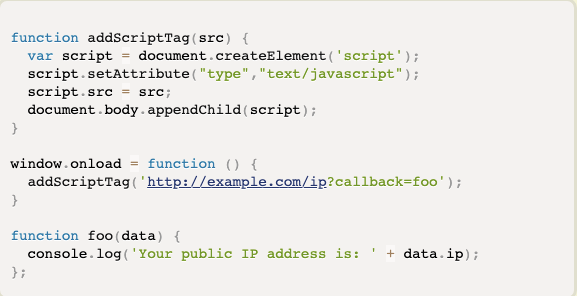 function addScriptTag(src) {
  var script = document.createElement('script');
  script.setAttribute("type","text/javascript");
  script.src = src;
  document.body.appendChild(script);
}

window.onload = function () {
  addScriptTag('http://example.com/ip?callback=foo');
}

function foo(data) {
  console.log('Your public IP address is: ' + data.ip);
};